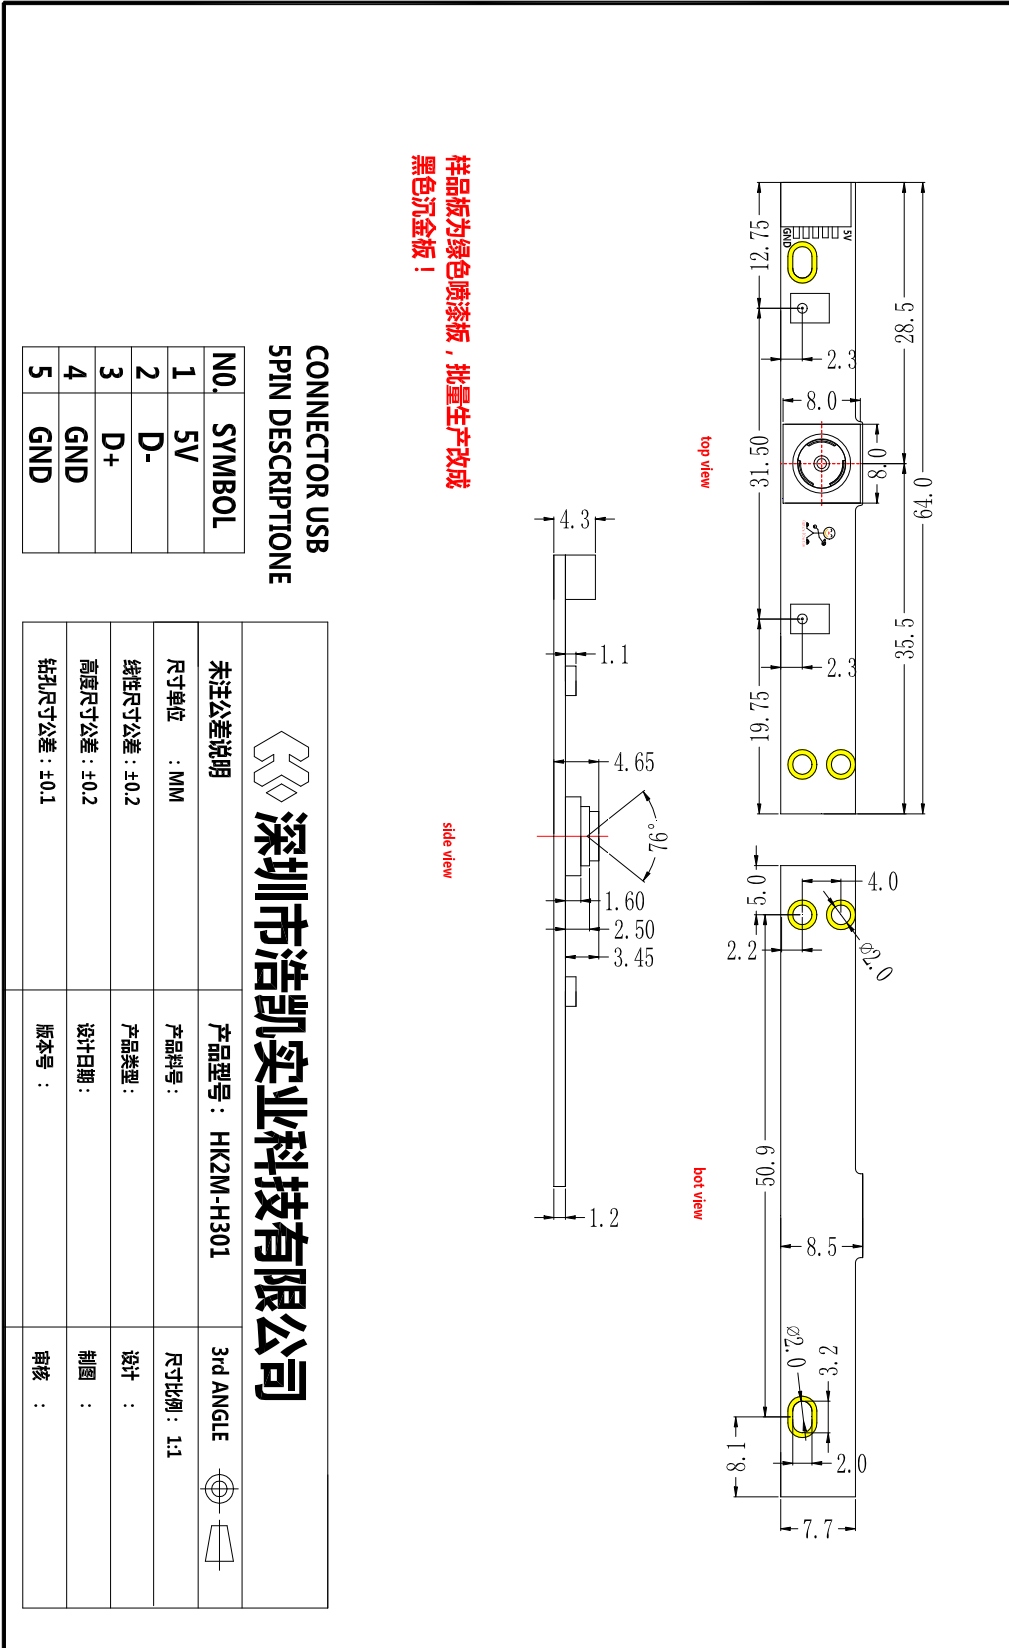 12.75
31.50
19.75
2.3
2.3
8.0
8.0
28.5
35.5
64.0
5V
GND
top view
5.0
2.2
4.0
ø2.0
50.9
8.5
ø2.0
3.2
2.0
8.1
7.7
bot view
4.3
1.1
4.65
76°
1.60
2.50
3.45
1.2
side view
样品板为绿色喷漆板，批量生产改成
黑色沉金板！
CONNECTOR USB
5PIN DESCRIPTIONE
NO. SYMBOL
1 5V
2 D-
3 D+
4 GND
5 GND
深圳市浩凯实业科技有限公司
未注公差说明
尺寸单位 ：MM
线性尺寸公差：±0.2
高度尺寸公差：±0.2
钻孔尺寸公差：±0.1
产品型号： HK2M-H301
产品料号：
产品类型：
设计日期：
版本号 ：
3rd ANGLE
尺寸比例：1:1
设计 ：
制图 ：
审核 ：